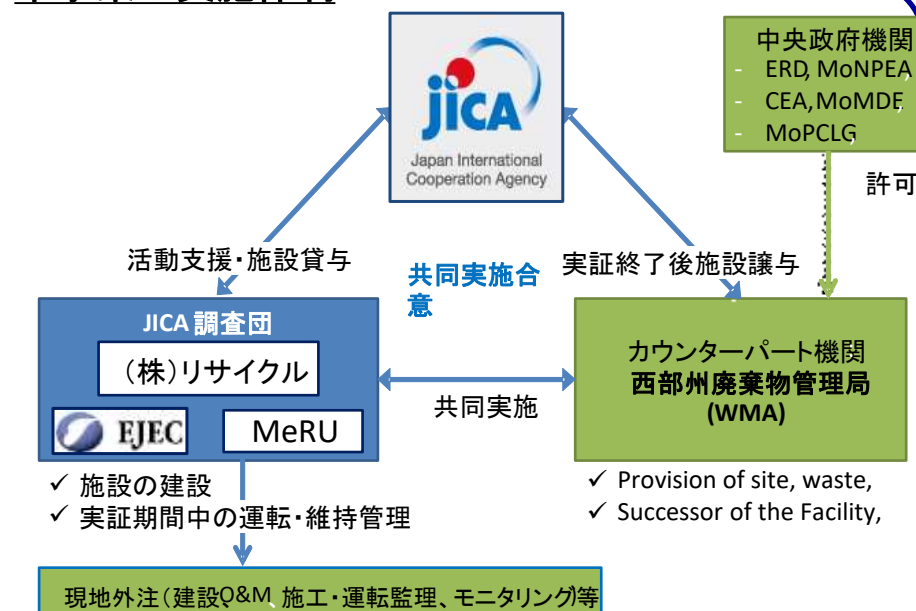 JICA
Japan International
Cooperation Agency
中央政府機関
- ERD, MoNPEA,
- CEA,MoMDE,
- MoPCLG,
許可
活動支援・施設貸与
共同実施合
意
実証終了後施設譲与
JICA調査団
(株)リサイクル
EJEC
MeRU
共同実施
カウンターパート機関
西部州廃棄物管理局
(WMA)
✓ 施設の建設
✓ 実証期間中の運転・維持管理
✓ Provision of site, waste,
✓ Successor of the Facility,
現地外注(建設、O&M、施工・運転監理、モニタリング)等